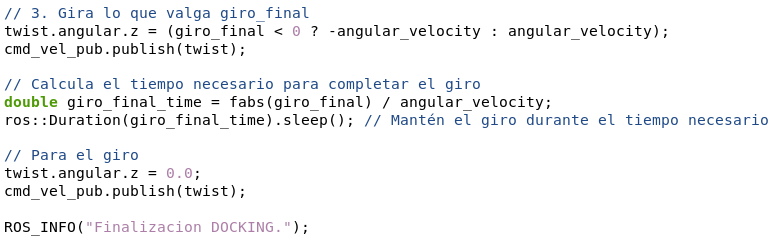 // 3. Gira lo que valga giro_final
twist.angular.z = (giro_final < 0 ? -angular_velocity : angular_velocity);
cmd_vel_pub.publish(twist);

// Calcula el tiempo necesario para completar el giro
double giro_final_time = fabs(giro_final) / angular_velocity;
ros::Duration(giro_final_time).sleep(); // Mantén el giro durante el tiempo necesario

// Para el giro
twist.angular.z = 0.0;
cmd_vel_pub.publish(twist);

ROS_INFO("Finalizacion DOCKING.");